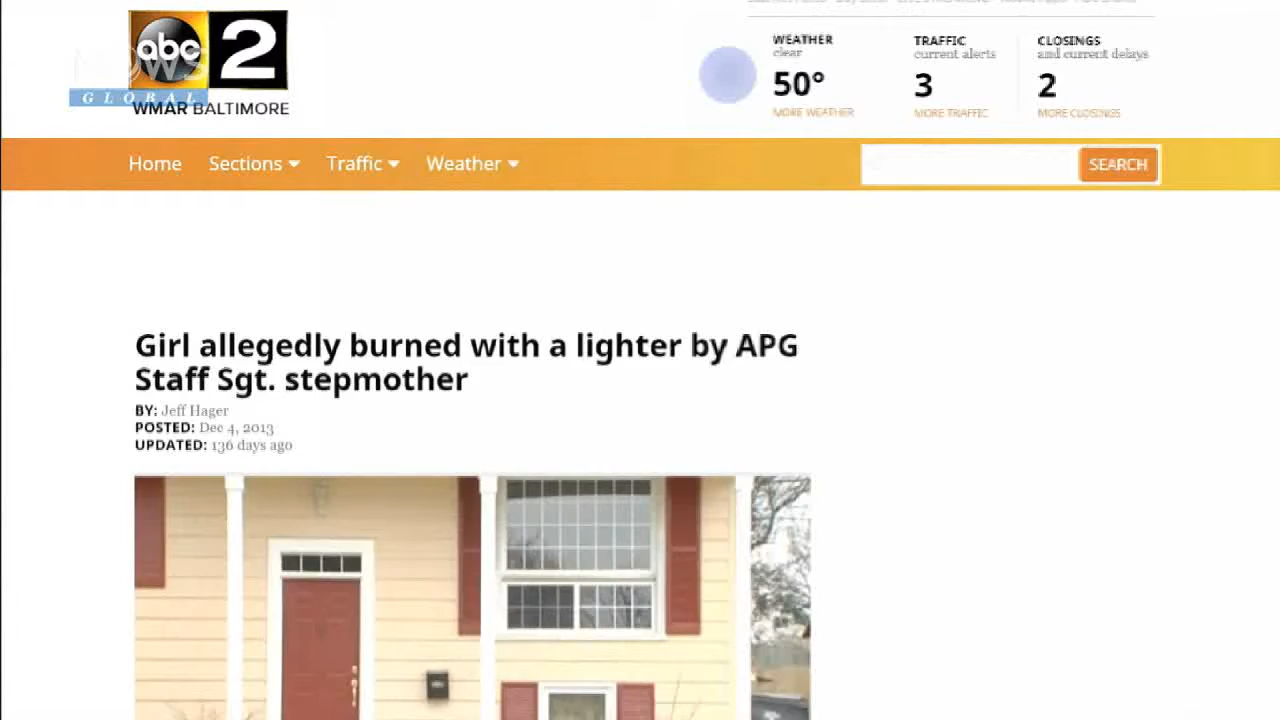 abc 2
NOWS
GLOBAL
WMAR BALTIMORE
WEATHER
clear
50°
MORE WEATHER
TRAFFIC
current alerts
3
MORE TRAFFIC
CLOSINGS
and current delays
2
MORE CLOSINGS
Home Sections Traffic Weather
SEARCH
Girl allegedly burned with a lighter by APG
Staff Sgt. stepmother
BY: Jeff Hager
POSTED: Dec 4, 2013
UPDATED: 136 days ago